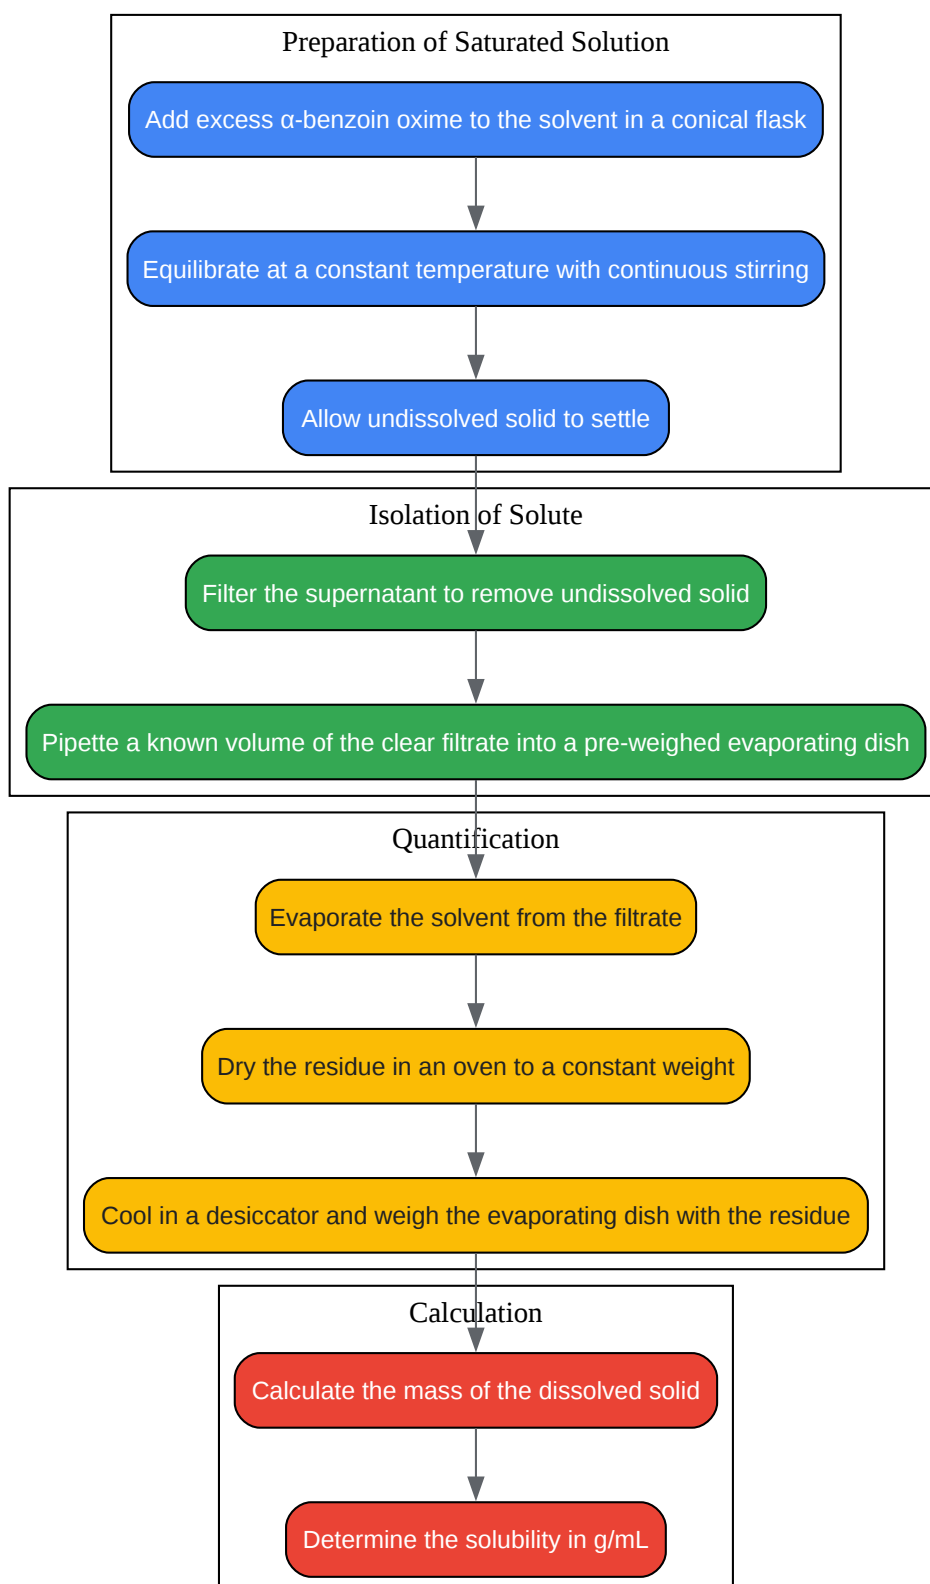 Preparation of Saturated Solution
Add excess α-benzoin oxime to the solvent in a conical flask
Equilibrate at a constant temperature with continuous stirring
Allow undissolved solid to settle
Isolation of Solute
Filter the supernatant to remove undissolved solid
Pipette a known volume of the clear filtrate into a pre-weighed evaporating dish
Quantification
Evaporate the solvent from the filtrate
Dry the residue in an oven to a constant weight
Cool in a desiccator and weigh the evaporating dish with the residue
Calculation
Calculate the mass of the dissolved solid
Determine the solubility in g/mL